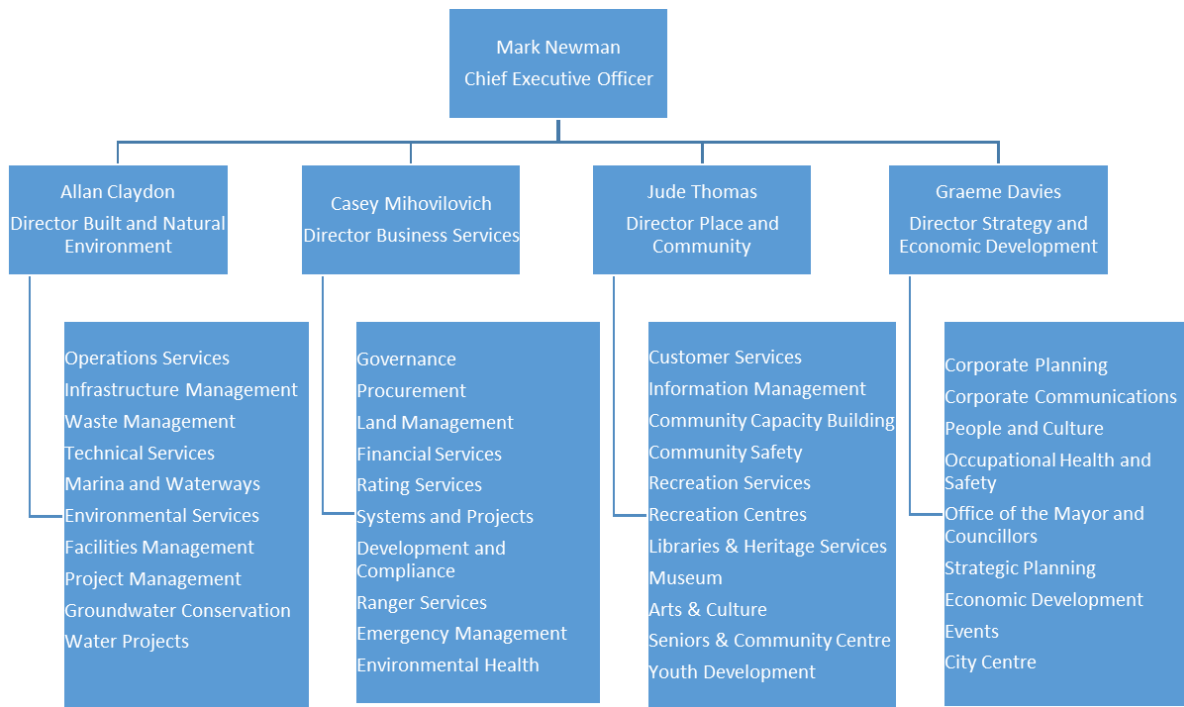 Mark Newman
Chief Executive Officer
Allan Claydon
Director Built and Natural
Environment
Casey Mihovilovich
Director Business Services
Jude Thomas
Director Place and
Community
Graeme Davies
Director Strategy and
Economic Development
Operations Services
Infrastructure Management
Waste Management
Technical Services
Marina and Waterways
Environmental Services
Facilities Management
Project Management
Groundwater Conservation
Water Projects
Governance
Procurement
Land Management
Financial Services
Rating Services
Systems and Projects
Development and
Compliance
Ranger Services
Emergency Management
Environmental Health
Customer Services
Information Management
Community Capacity Building
Community Safety
Recreation Services
Recreation Centres
Libraries & Heritage Services
Museum
Arts & Culture
Seniors & Community Centre
Youth Development
Corporate Planning
Corporate Communications
People and Culture
Occupational Health and
Safety
Office of the Mayor and
Councillors
Strategic Planning
Economic Development
Events
City Centre